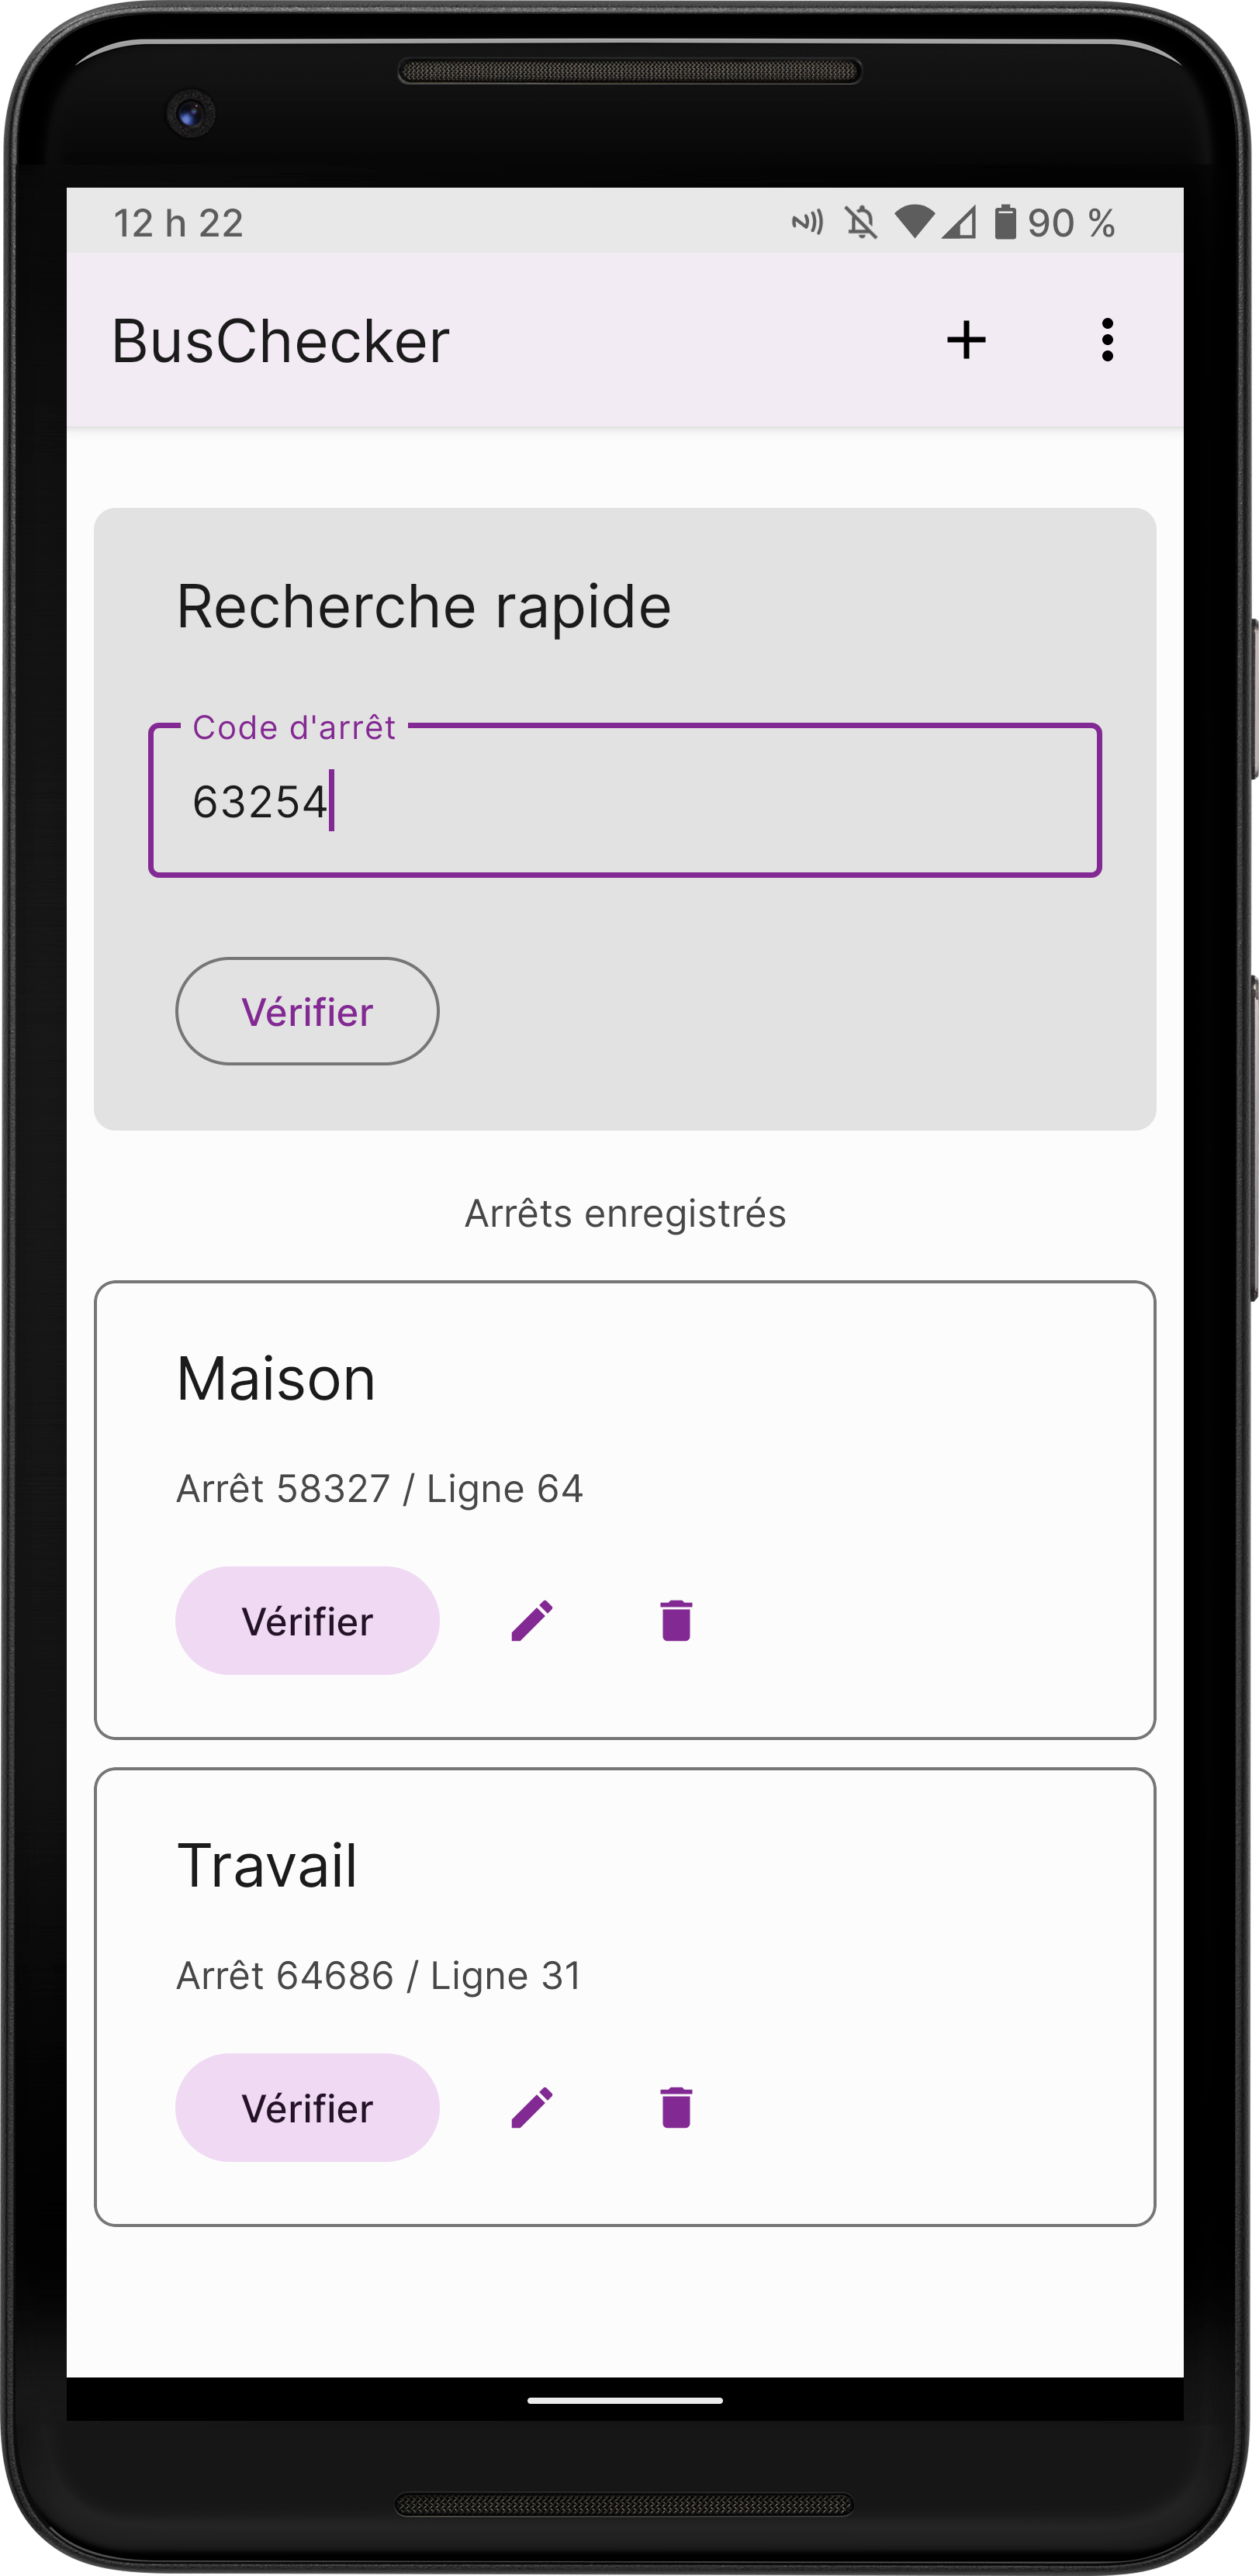 12 h 22
90 %
BusChecker
Recherche rapide
Code d'arrêt
63254
Vérifier
Arrêts enregistrés
Maison
Arrêt 58327 / Ligne 64
Vérifier
Travail
Arrêt 64686 / Ligne 31
Vérifier